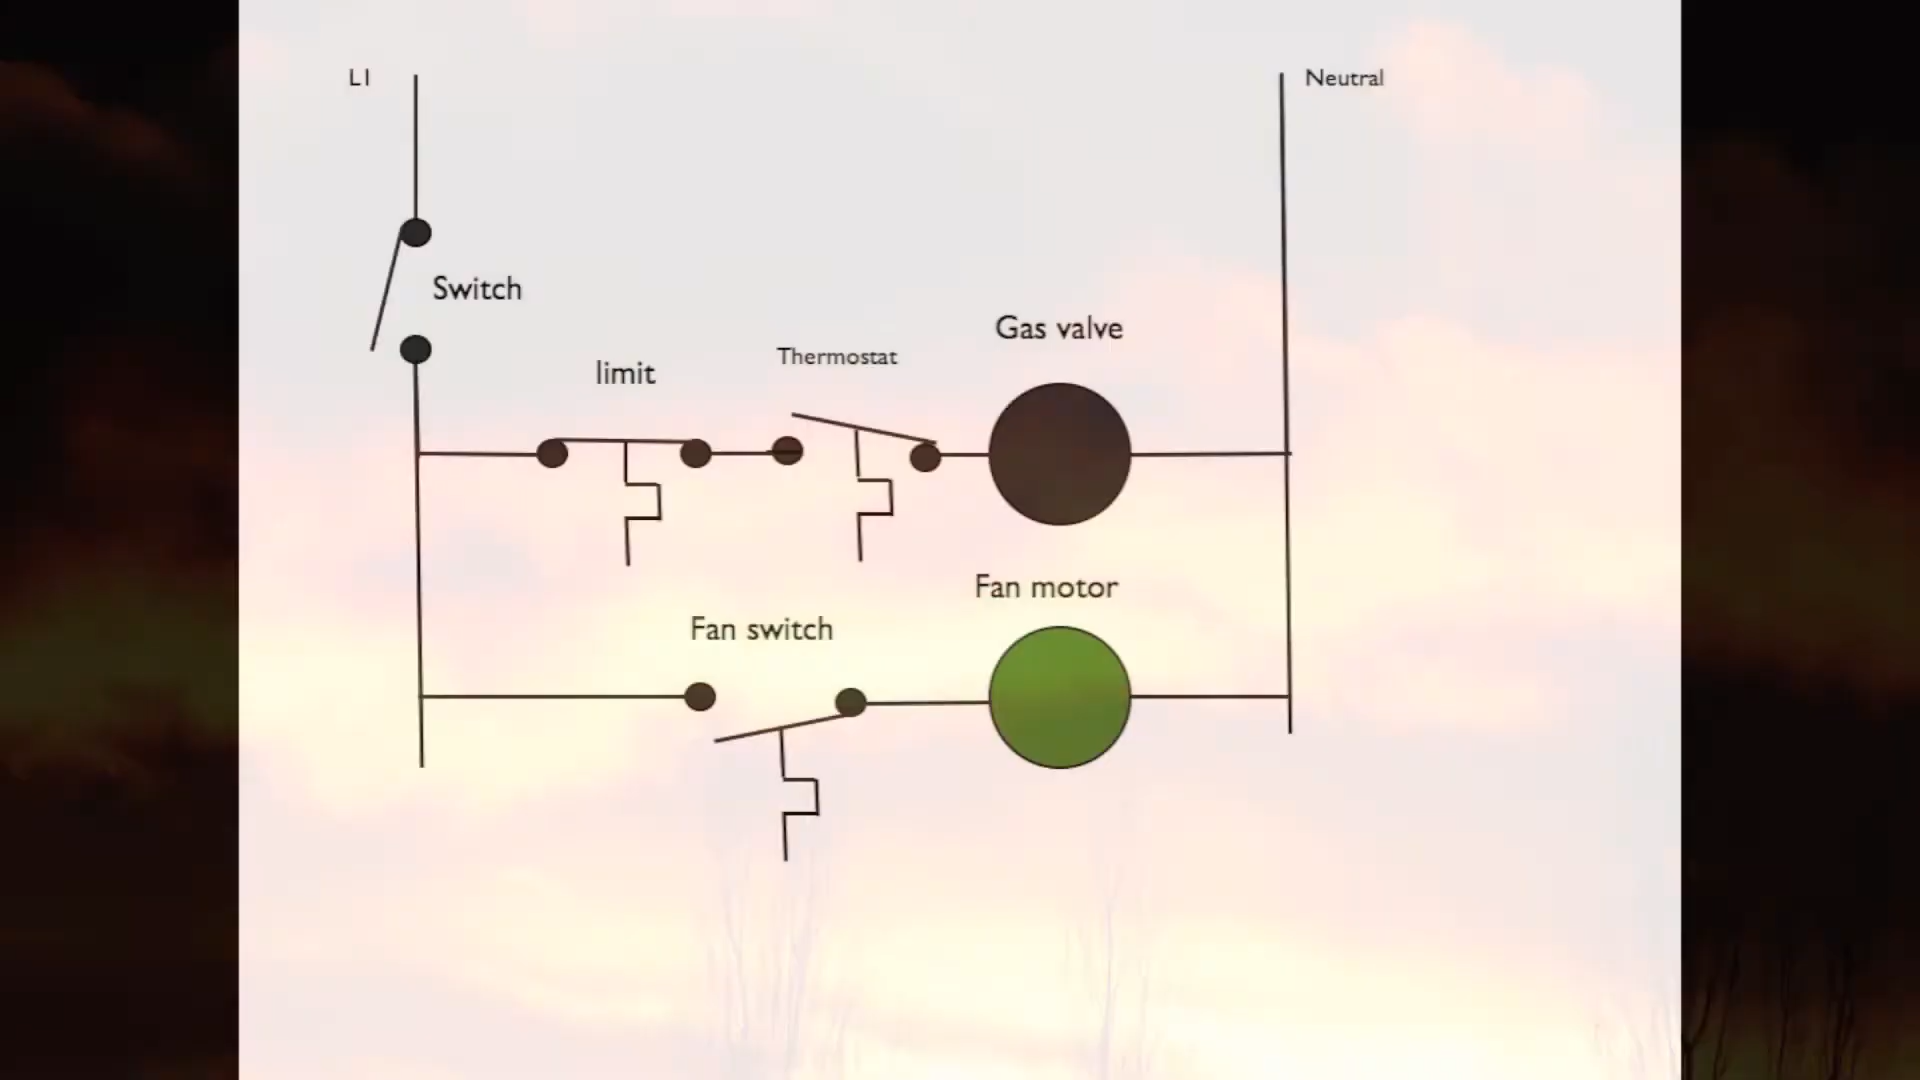 L1
Neutral
Switch
Gas valve
Thermostat
limit
Fan motor
Fan switch